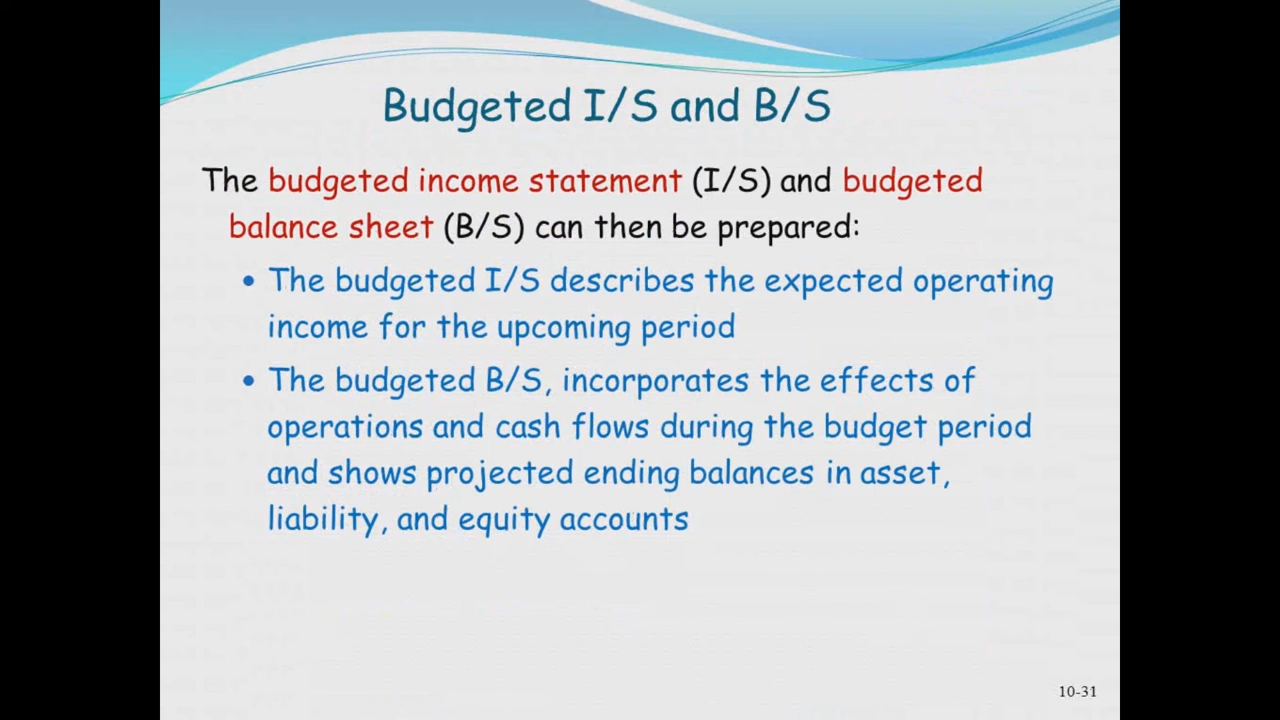 Budgeted I/S and B/S
The budgeted income statement (I/S) and budgeted
balance sheet (B/S) can then be prepared:
• The budgeted I/S describes the expected operating
income for the upcoming period
• The budgeted B/S, incorporates the effects of
operations and cash flows during the budget period
and shows projected ending balances in asset,
liability, and equity accounts
10-31